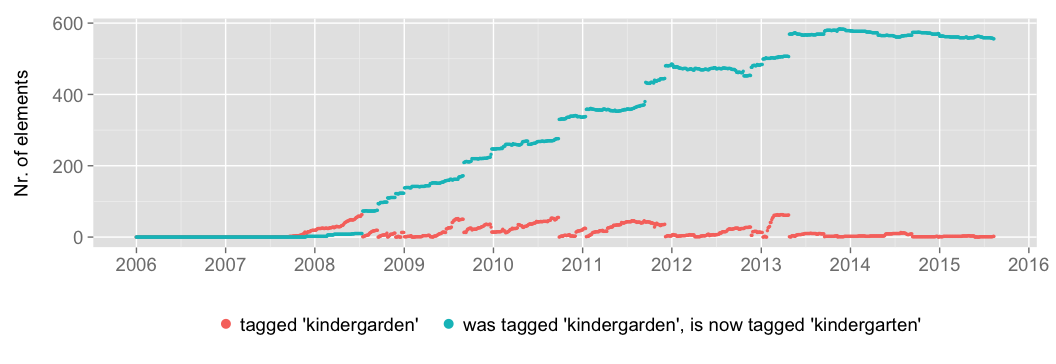 Nr. of elements
600
400
200
0
2006 2007 2008 2009 2010 2011 2012 2013 2014 2015 2016
tagged 'kindergarden' was tagged 'kindergarden', is now tagged 'kindergarten'